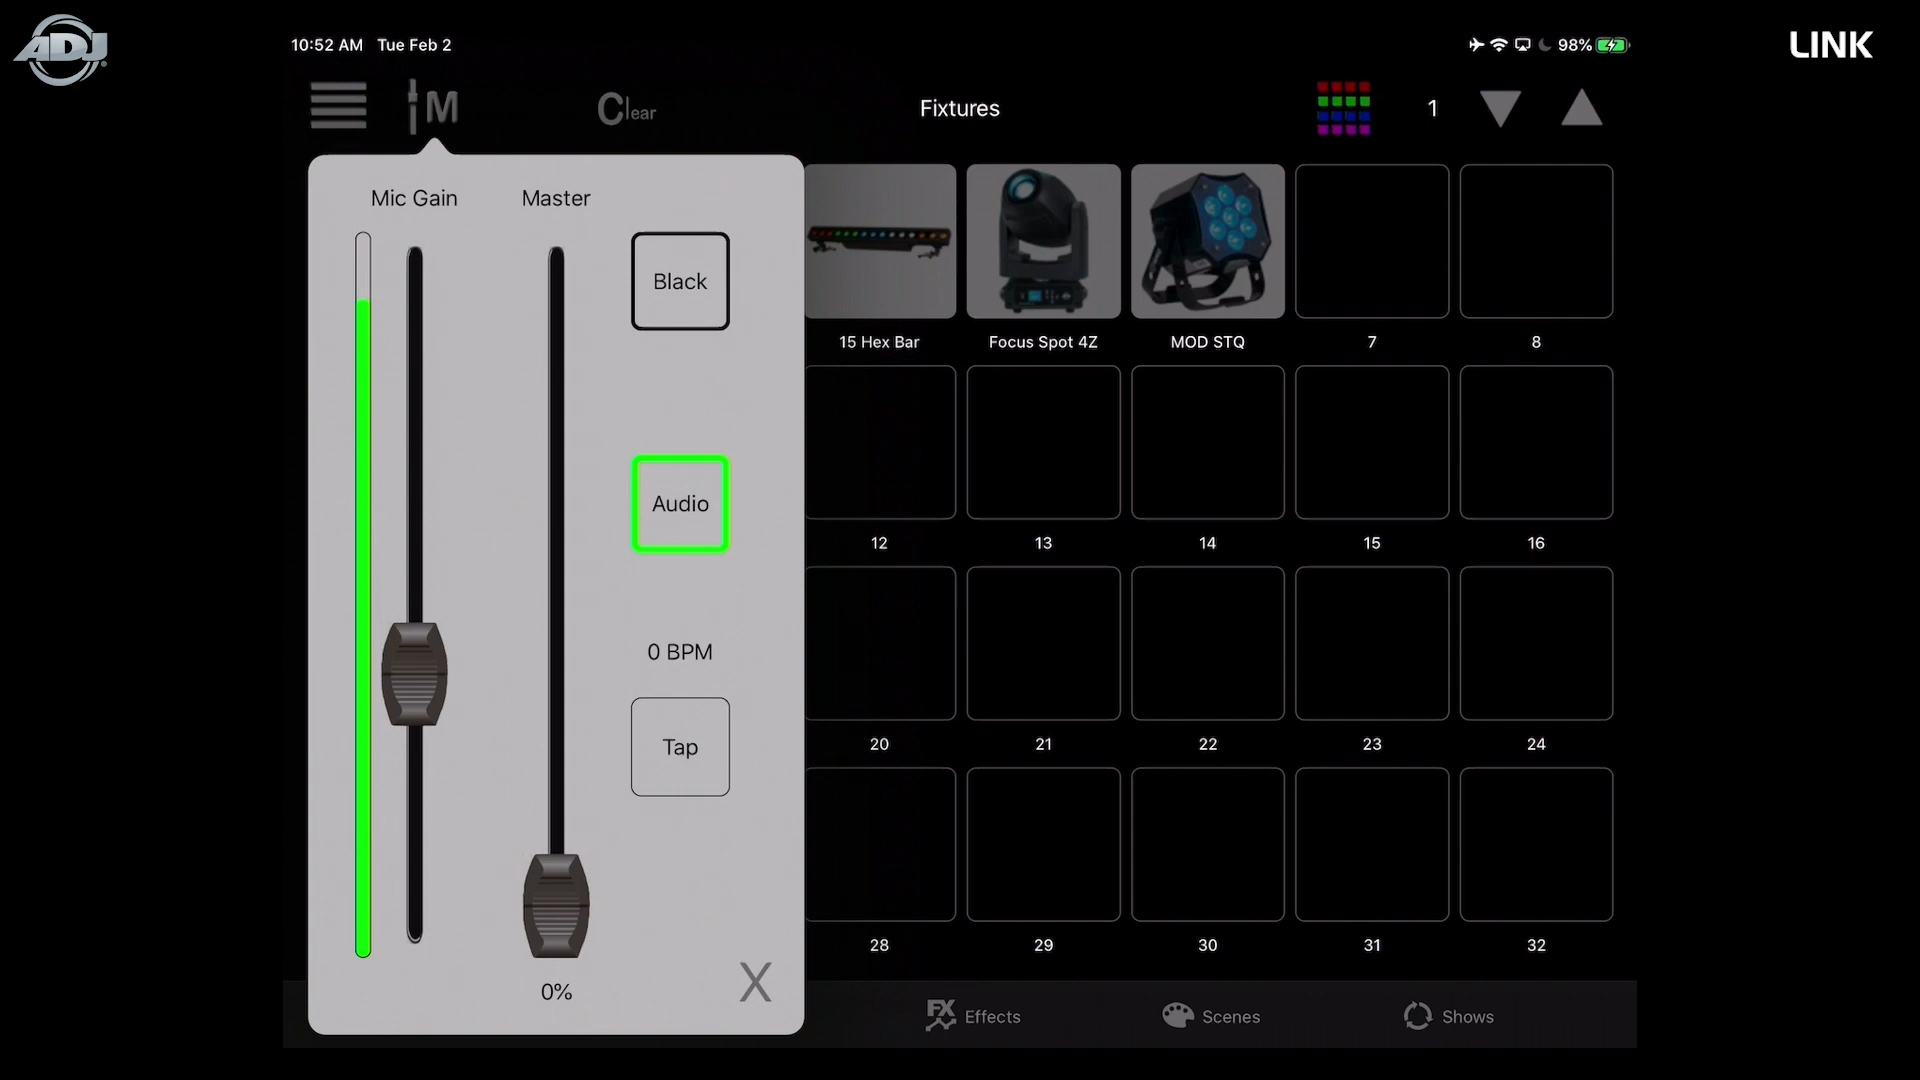 ADJ
10:52 AM Tue Feb 2
98%
LINK
M
Clear
Fixtures
1
Mic Gain
Master
Black
Audio
0 BPM
Tap
0%
X
15 Hex Bar
Focus Spot 4Z
MOD STQ
7
8
12
13
14
15
16
20
21
22
23
24
28
29
30
31
32
FX Effects
Scenes
Shows